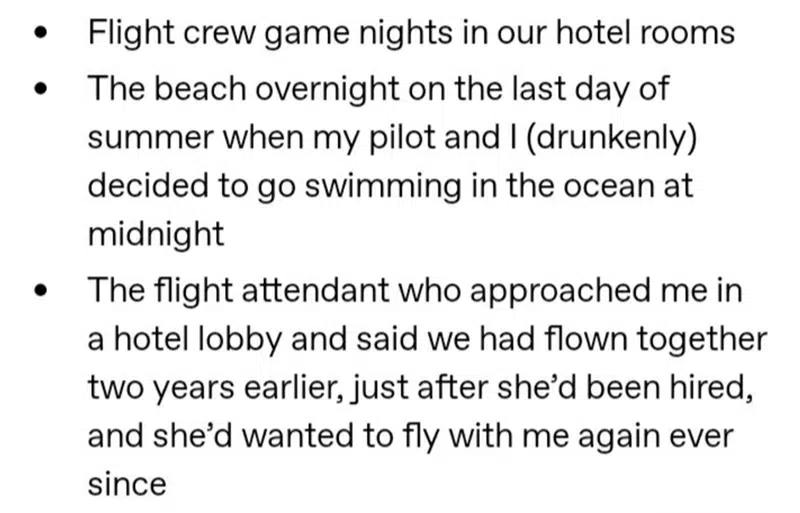 • Flight crew game nights in our hotel rooms
• The beach overnight on the last day of
summer when my pilot and I (drunkenly)
decided to go swimming in the ocean at
midnight
• The flight attendant who approached me in
a hotel lobby and said we had flown together
two years earlier, just after she’d been hired,
and she’d wanted to fly with me again ever
since